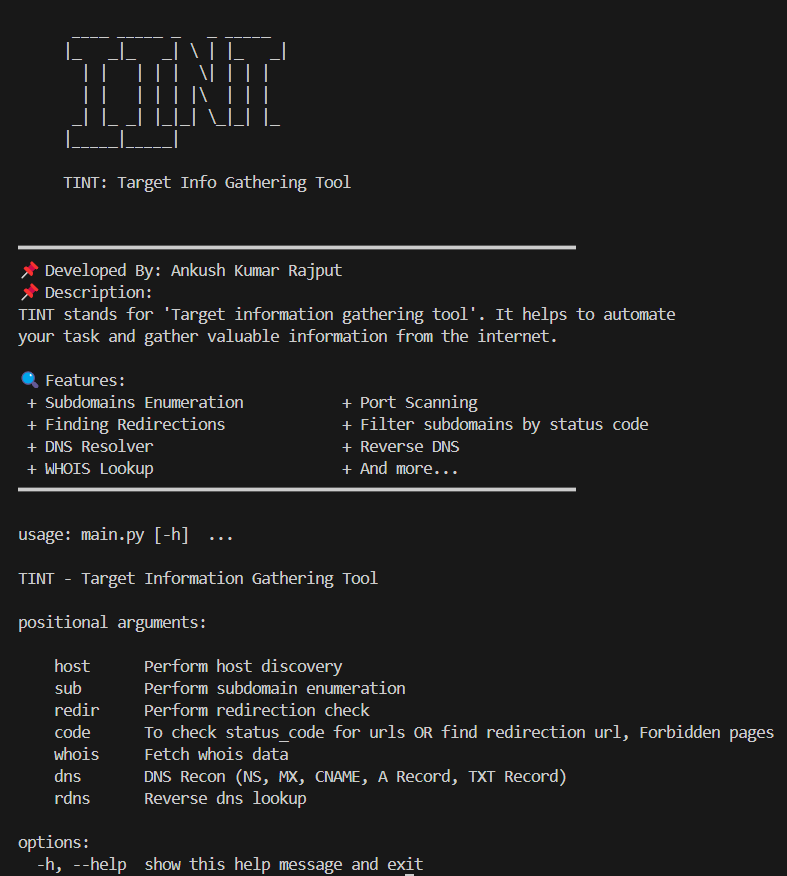 ____ _____ _   _ _____
|_   _|_   _| \ | |_   _|
  | |   | | |  \| | | |
  | |   | | | |\  | | |
 _| |_ _| |_|_| \_|_| |_
|_____|_____|
TINT: Target Info Gathering Tool
📌 Developed By: Ankush Kumar Rajput
📌 Description:
TINT stands for 'Target information gathering tool'. It helps to automate
your task and gather valuable information from the internet.
🔍 Features:
+ Subdomains Enumeration           + Port Scanning
+ Finding Redirections             + Filter subdomains by status code
+ DNS Resolver                     + Reverse DNS
+ WHOIS Lookup                     + And more...
usage: main.py [-h]  ...
TINT - Target Information Gathering Tool
positional arguments:
host      Perform host discovery
sub       Perform subdomain enumeration
redir     Perform redirection check
code      To check status_code for urls OR find redirection url, Forbidden pages
whois     Fetch whois data
dns       DNS Recon (NS, MX, CNAME, A Record, TXT Record)
rdns      Reverse dns lookup
options:
-h, --help  show this help message and exit